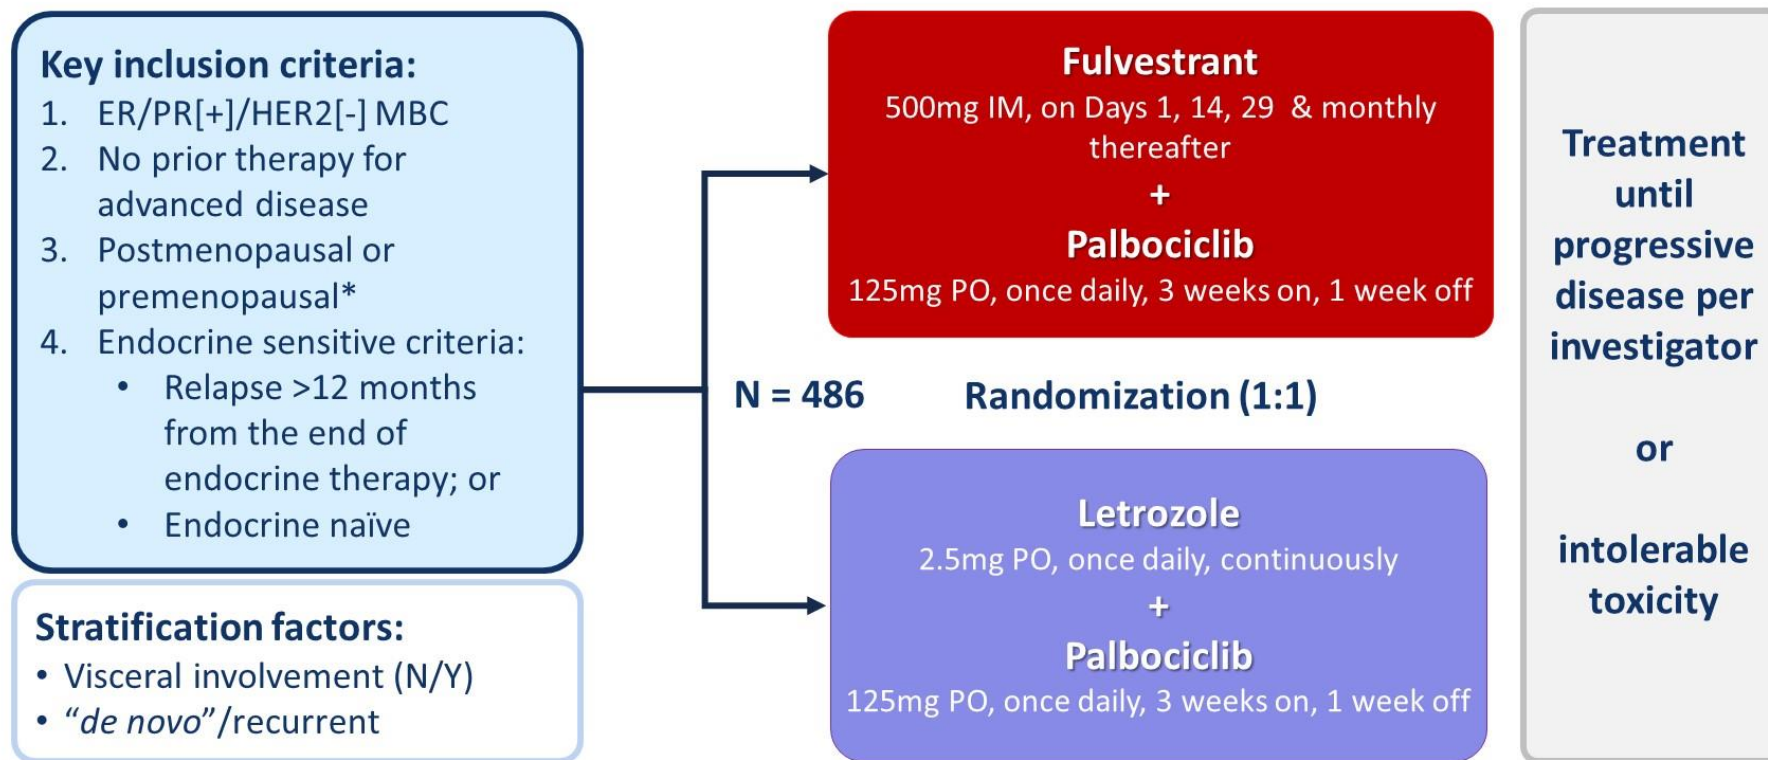 Key inclusion criteria:
1. ER/PR[+]/HER2[-] MBC
2. No prior therapy for
advanced disease
3. Postmenopausal or
premenopausal*
4. Endocrine sensitive criteria:
• Relapse >12 months
from the end of
endocrine therapy; or
• Endocrine naïve
Stratification factors:
• Visceral involvement (N/Y)
• “de novo”/recurrent
Fulvestrant
500mg IM, on Days 1, 14, 29 & monthly
thereafter
+
Palbociclib
125mg PO, once daily, 3 weeks on, 1 week off
N = 486 Randomization (1:1)
Letrozole
2.5mg PO, once daily, continuously
+
Palbociclib
125mg PO, once daily, 3 weeks on, 1 week off
Treatment
until
progressive
disease per
investigator
or
intolerable
toxicity